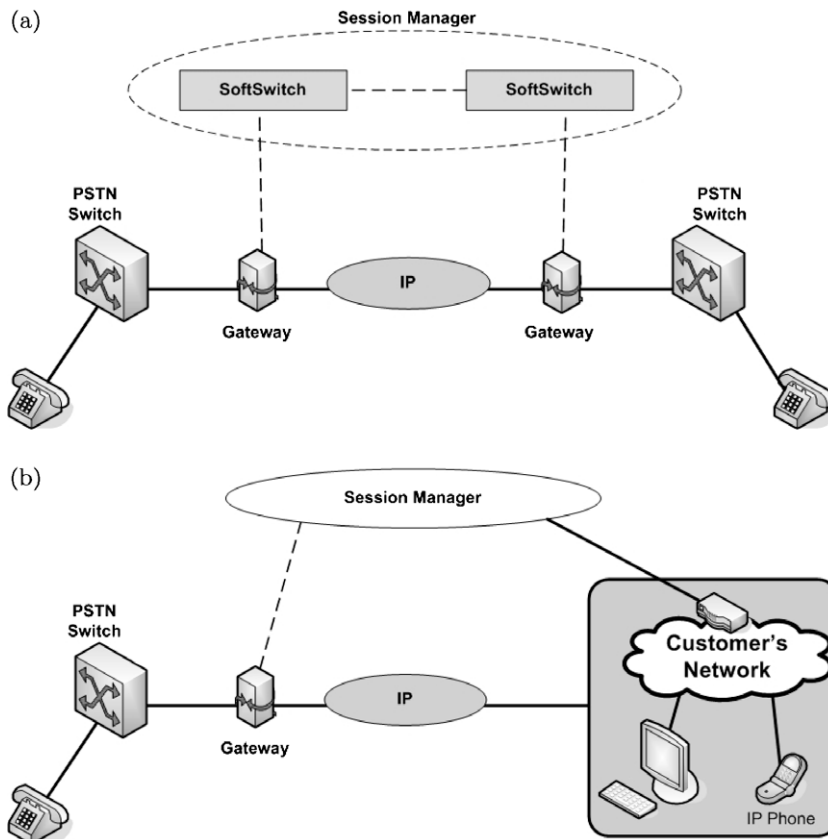 (a)
Session Manager
SoftSwitch
SoftSwitch
PSTN
Switch
PSTN
Switch
IP
Gateway
Gateway
(b)
Session Manager
PSTN
Switch
Customer's
Network
IP
Gateway
IP Phone